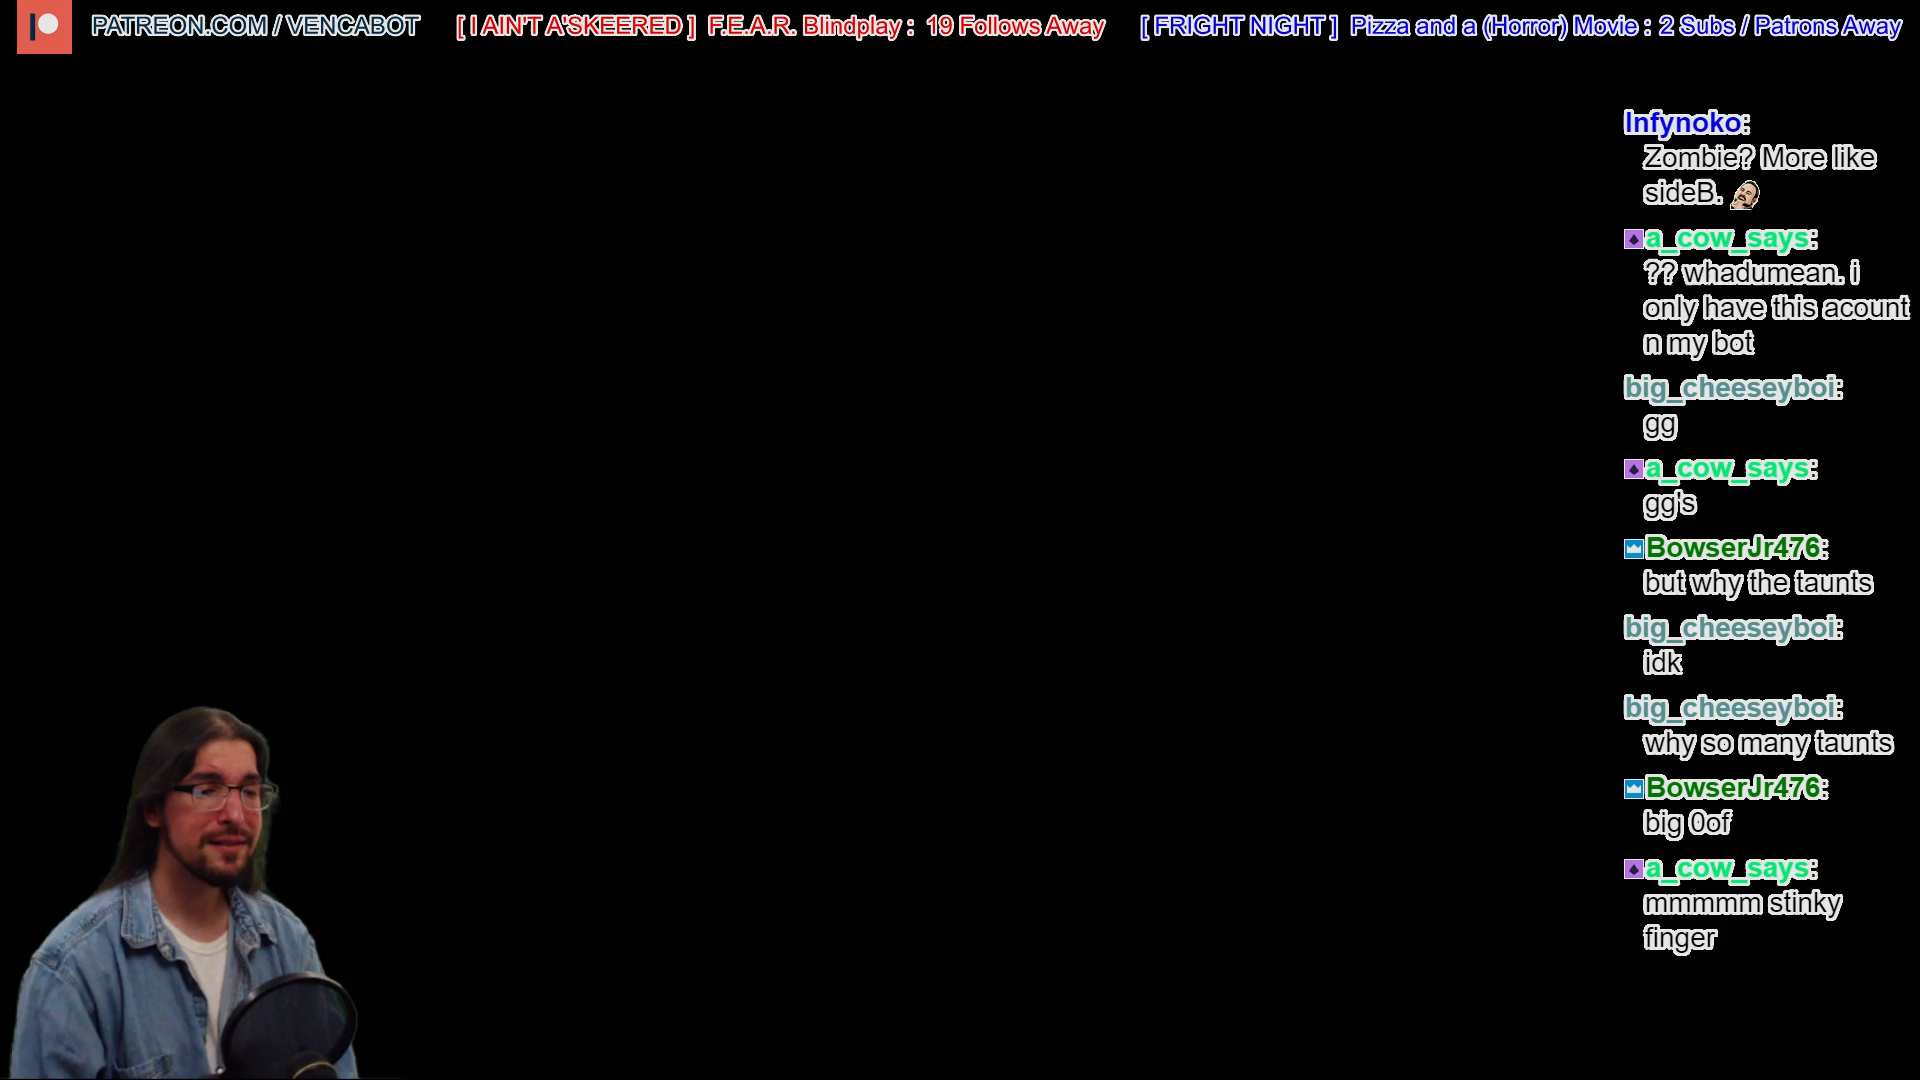 PATREON.COM / VENCABOT [ I AIN'T A'SKEERED ] F.E.A.R. Blindplay : 19 Follows Away [ FRIGHT NIGHT ] Pizza and a (Horror) Movie : 2 Subs / Patrons Away
Infynoko:
Zombie? More like
sideB.
a_cow_says:
?? whadumean. i
only have this acount
n my bot
big_cheeseyboi:
gg
a_cow_says:
gg's
BowserJr476:
but why the taunts
big_cheeseyboi:
idk
big_cheeseyboi:
why so many taunts
BowserJr476:
big 0of
a_cow_says:
mmmmm stinky
finger